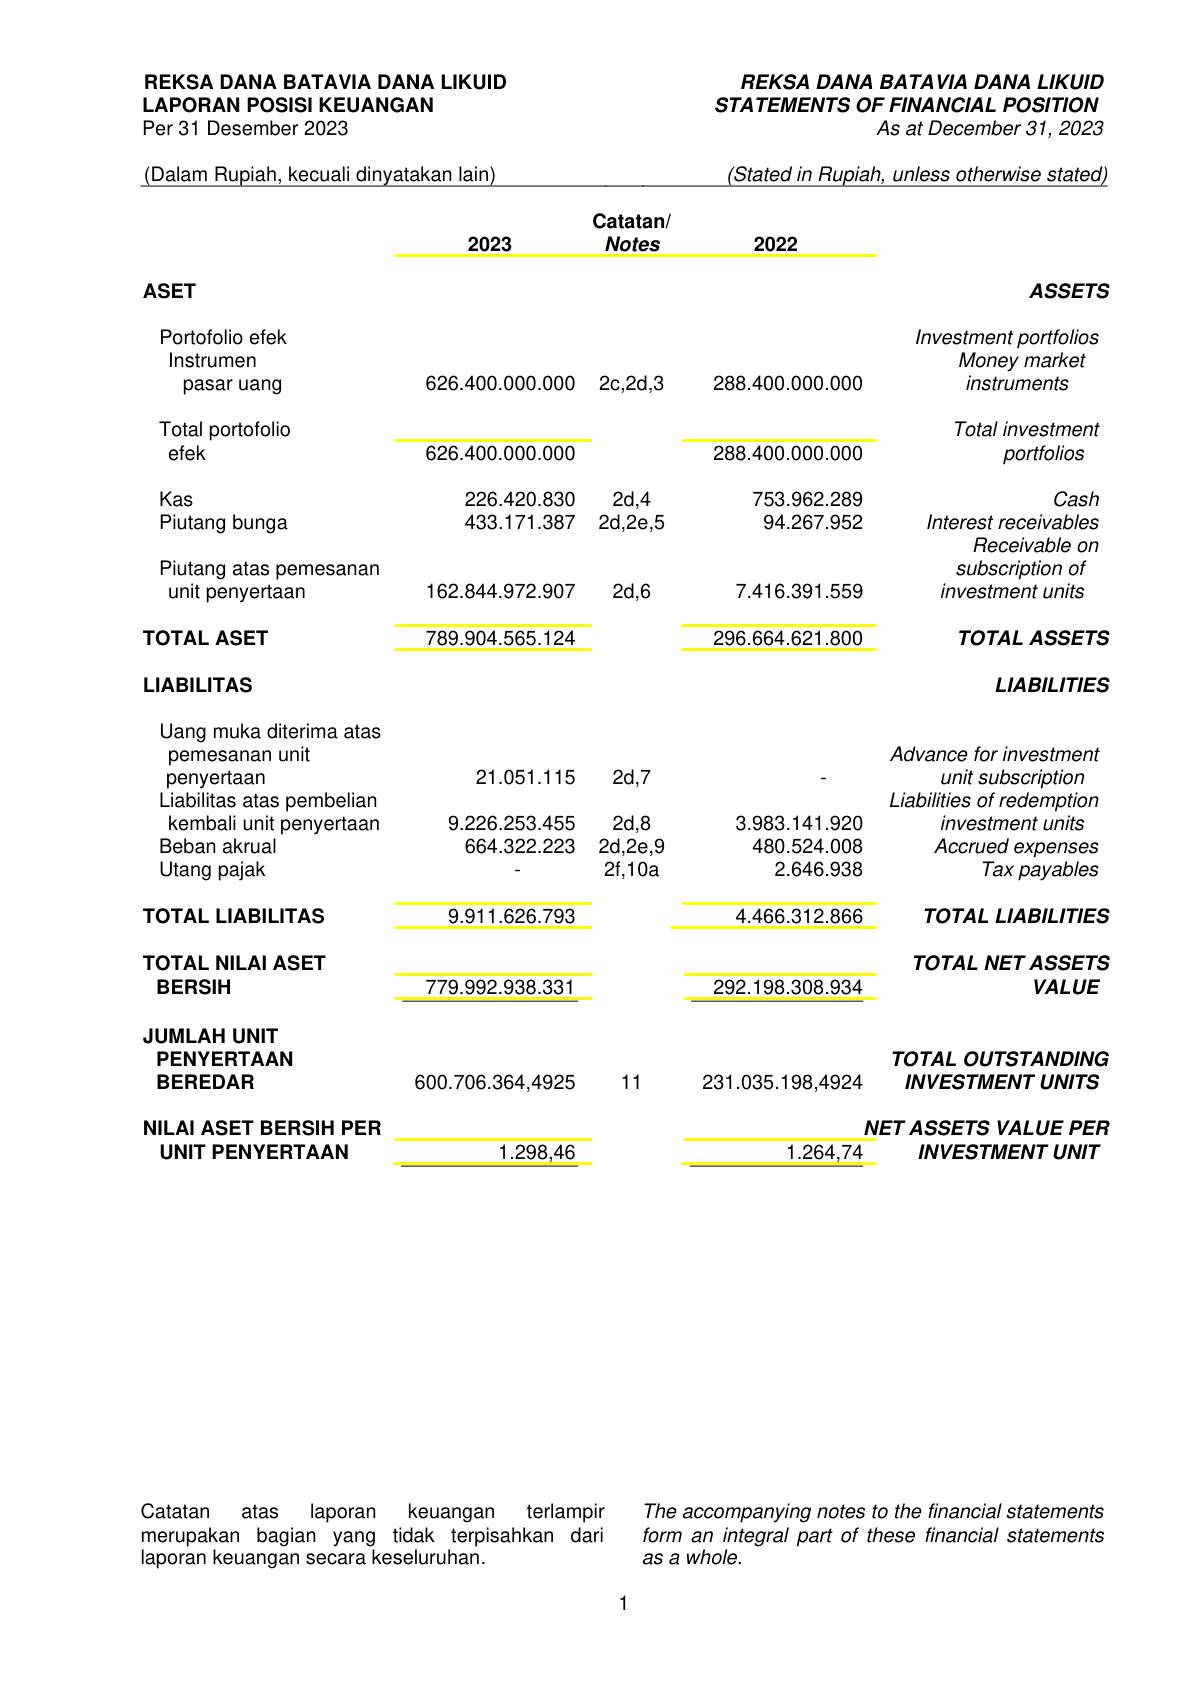 REKSA DANA BATAVIA DANA LIKUID REKSA DANA BATAVIA DANA LIKUID
LAPORAN POSISI KEUANGAN STATEMENTS OF FINANCIAL POSITION
Per 31 Desember 2023 As at December 31, 2023
(Dalam Rupiah, kecuali dinyatakan lain) (Stated in Rupiah, unless otherwise stated)
Catatan/
2023 Notes 2022
ASET ASSETS
Portofolio efek Investment portfolios
Instrumen Money market
pasar uang 626.400.000.000 2c,2d,3 288.400.000.000 instruments
Total portofolio Total investment
efek 626.400.000.000 288.400.000.000 portfolios
Kas 226.420.830 2d,4 753.962.289 Cash
Piutang bunga 433.171.387 2d,2e,5 94.267.952 Interest receivables
Receivable on
Piutang atas pemesanan subscription of
unit penyertaan 162.844.972.907 2d,6 7.416.391.559 investment units
TOTAL ASET 789.904.565.124 296.664.621.800 TOTAL ASSETS
LIABILITAS LIABILITIES
Uang muka diterima atas
pemesanan unit Advance for investment
penyertaan 21.051.115 2d,7 - unit subscription
Liabilitas atas pembelian Liabilities of redemption
kembali unit penyertaan 9.226.253.455 2d,8 3.983.141.920 investment units
Beban akrual 664.322.223 2d,2e,9 480.524.008 Accrued expenses
Utang pajak - 2f,10a 2.646.938 Tax payables
TOTAL LIABILITAS 9.911.626.793 4.466.312.866 TOTAL LIABILITIES
TOTAL NILAI ASET TOTAL NET ASSETS
BERSIH 779.992.938.331 292.198.308.934 VALUE
JUMLAH UNIT
PENYERTAAN TOTAL OUTSTANDING
BEREDAR 600.706.364,4925 11 231.035.198,4924 INVESTMENT UNITS
NILAI ASET BERSIH PER NET ASSETS VALUE PER
UNIT PENYERTAAN 1.298,46 1.264,74 INVESTMENT UNIT
Catatan atas laporan keuangan terlampir The accompanying notes to the financial statements
merupakan bagian yang tidak terpisahkan dari form an integral part of these financial statements
laporan keuangan secara keseluruhan. as a whole.
1